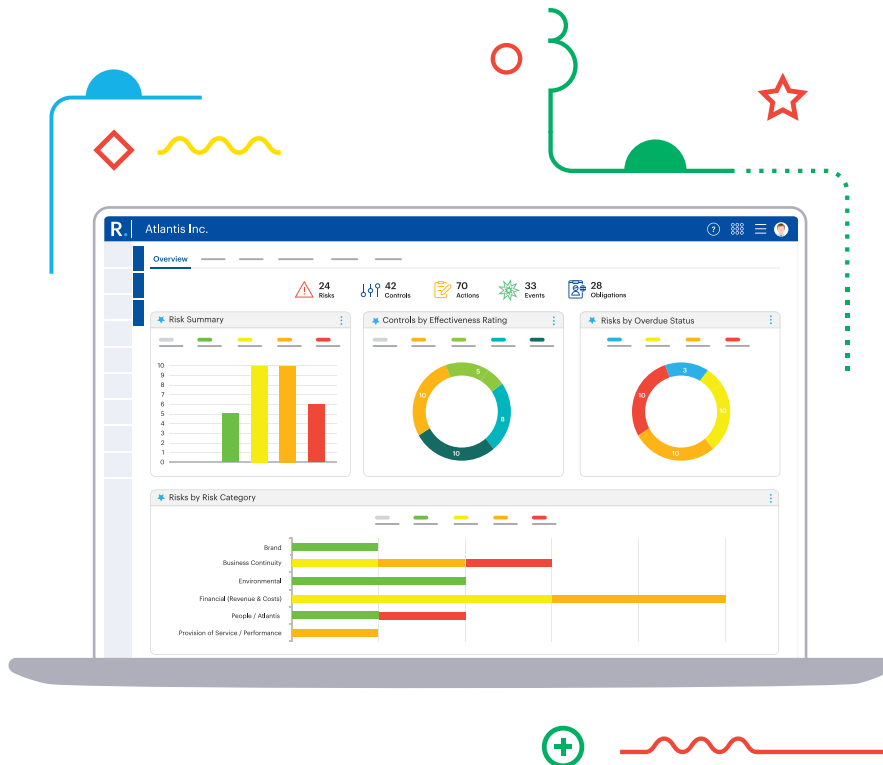 R.
Atlantis Inc.
?
Overview
24
Risks
42
Controls
70
Actions
33
Events
28
Obligations
Risk Summary
10
9
8
7
6
5
4
3
2
1
0
Controls by Effectiveness Rating
5
10
8
10
Risks by Overdue Status
3
10
10
10
Risks by Risk Category
Brand
Business Continuity
Environmental
Financial (Revenue & Costs)
People / Atlantis
Provision of Service / Performance